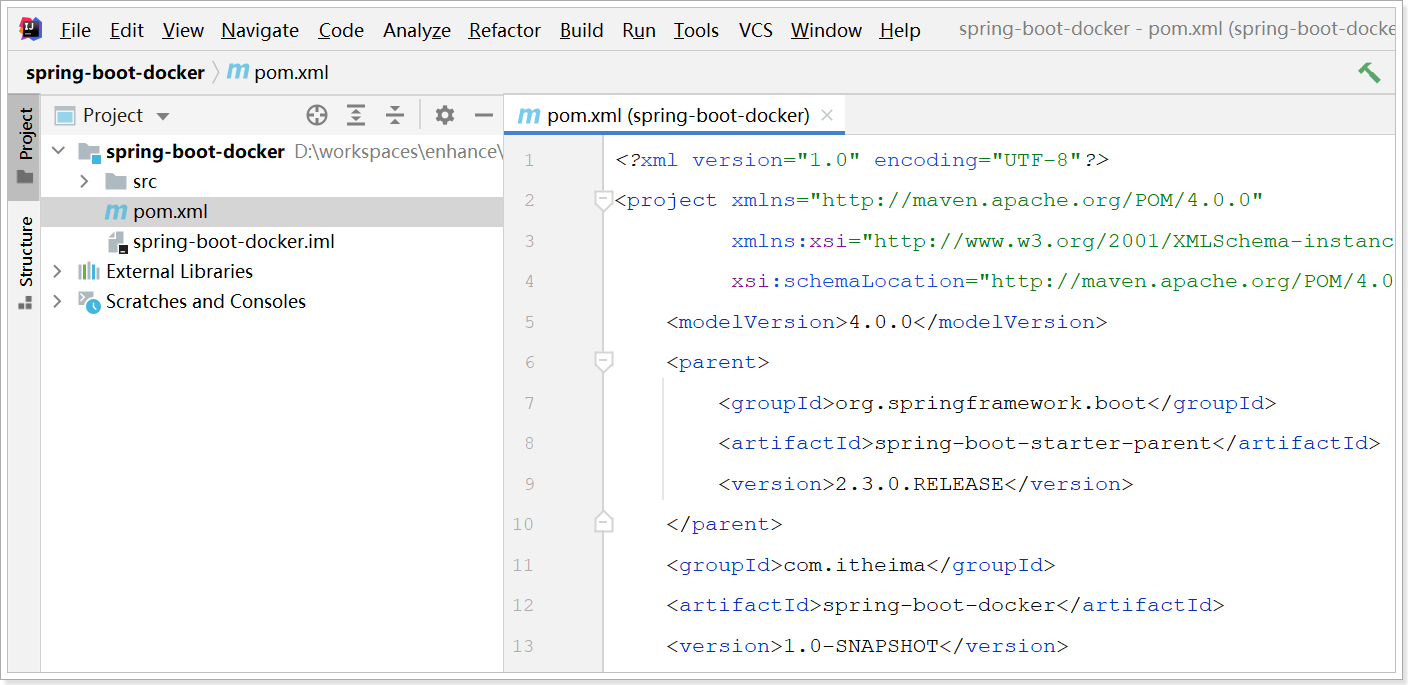 File Edit View Navigate Code Analyze Refactor Build Run Tools VCS Window Help spring-boot-docker - pom.xml (spring-boot-docke
spring-boot-docker pom.xml
Project
Structure
Project
spring-boot-docker D:\workspaces\enhance\
src
pom.xml
spring-boot-docker.iml
External Libraries
Scratches and Consoles
pom.xml (spring-boot-docker)
1 <?xml version="1.0" encoding="UTF-8"?>
2 <project xmlns="http://maven.apache.org/POM/4.0.0"
3 xmlns:xsi="http://www.w3.org/2001/XMLSchema-instanc
4 xsi:schemaLocation="http://maven.apache.org/POM/4.0
5 <modelVersion>4.0.0</modelVersion>
6 <parent>
7 <groupId>org.springframework.boot</groupId>
8 <artifactId>spring-boot-starter-parent</artifactId>
9 <version>2.3.0.RELEASE</version>
10 </parent>
11 <groupId>com.itheima</groupId>
12 <artifactId>spring-boot-docker</artifactId>
13 <version>1.0-SNAPSHOT</version>